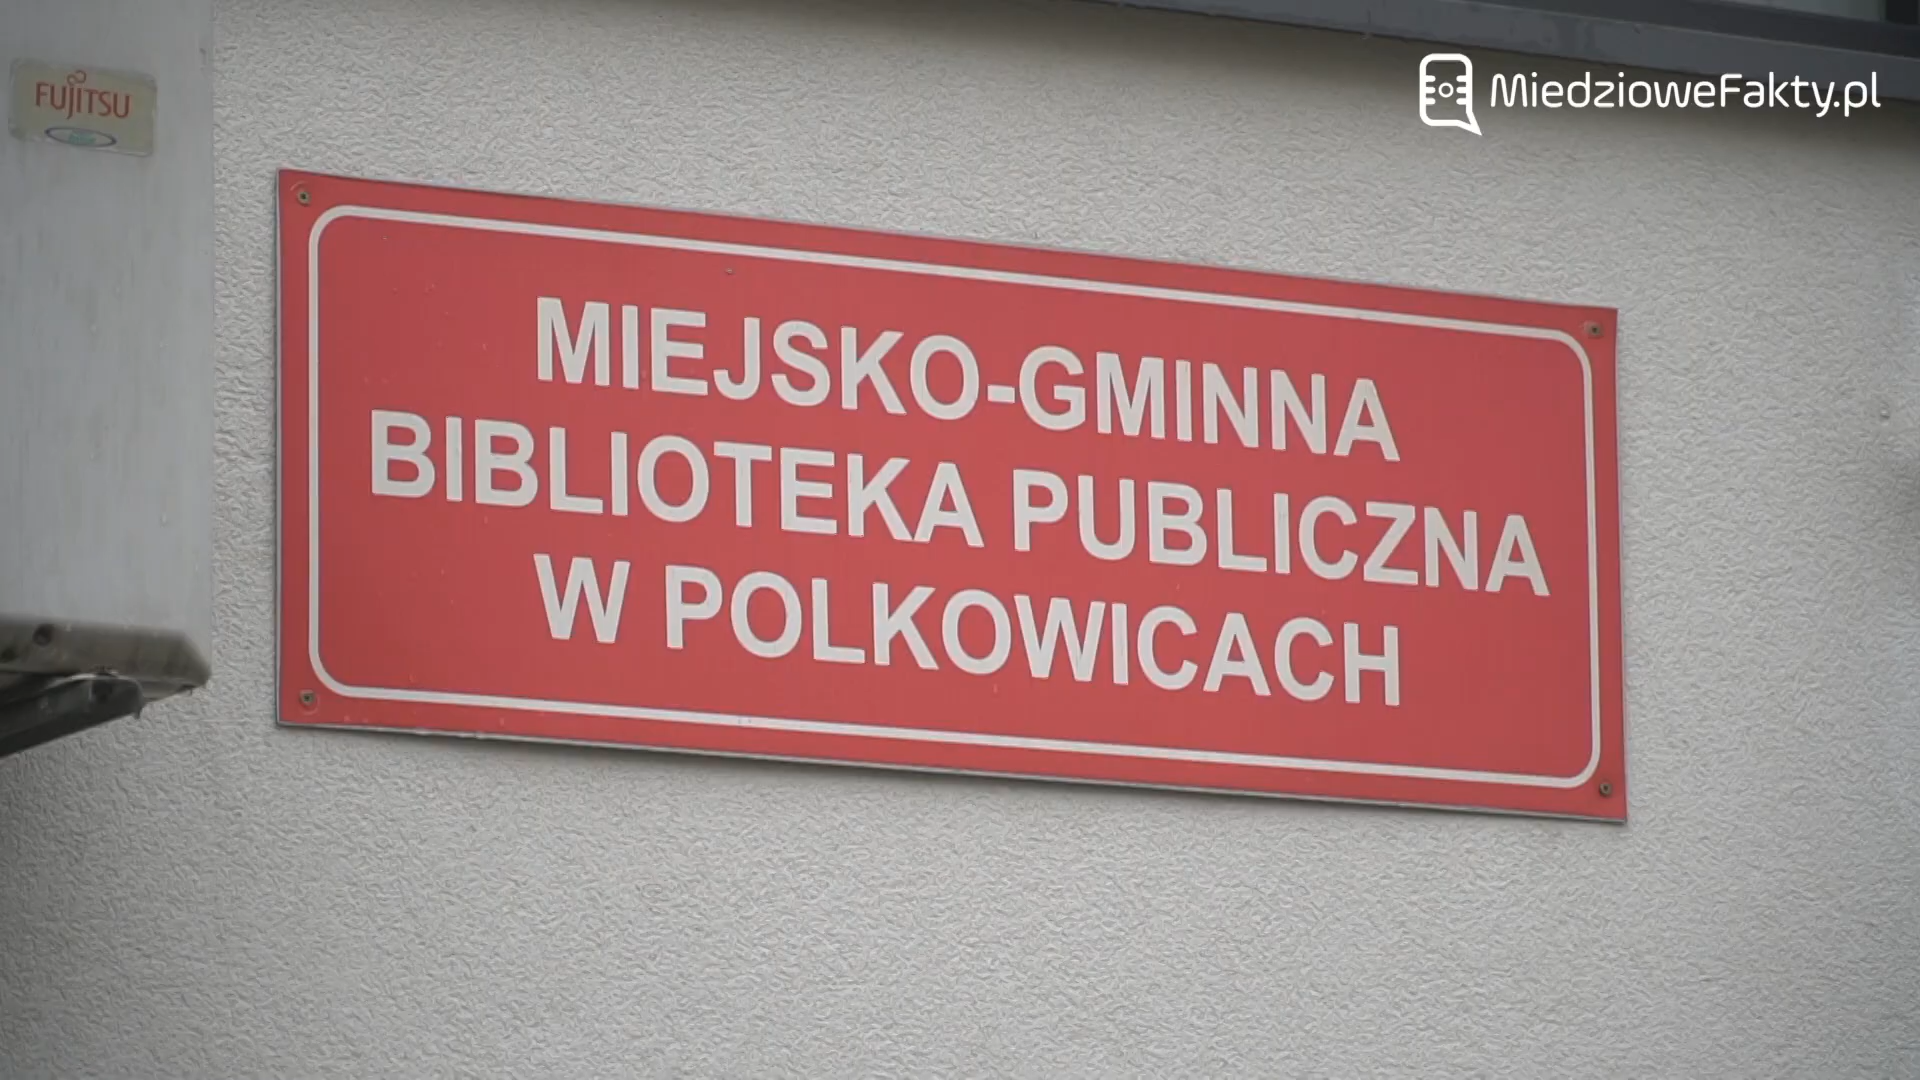 FUJITSU
MiedzioweFakty.pl
MIEJSKO-GMINNA
BIBLIOTEKA PUBLICZNA
W POLKOWICACH